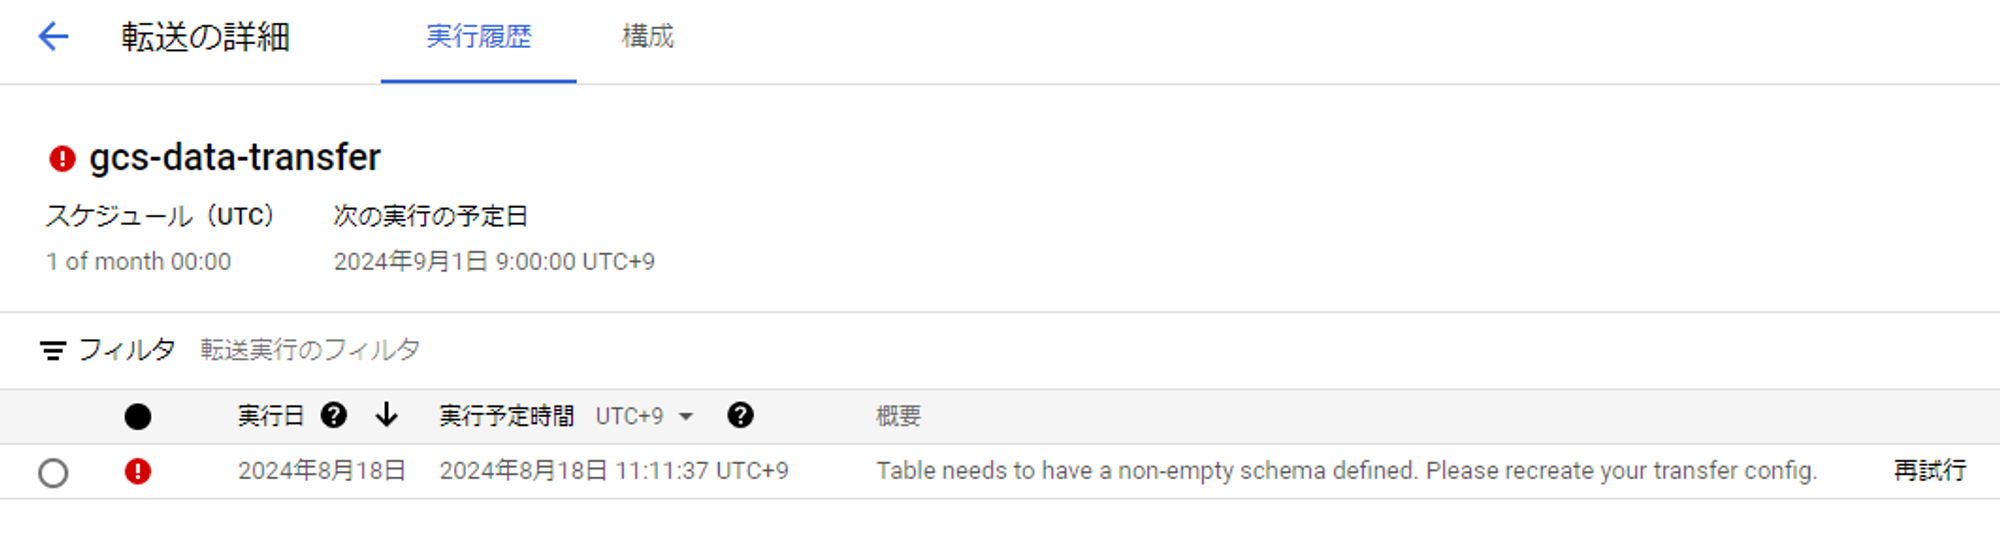 転送の詳細 実行履歴 構成
gcs-data-transfer
スケジュール（UTC） 次の実行の予定日
1 of month 00:00 2024年9月1日 9:00:00 UTC+9
フィルタ 転送実行のフィルタ
実行日 実行予定時間 UTC+9 概要
2024年8月18日 2024年8月18日 11:11:37 UTC+9 Table needs to have a non-empty schema defined. Please recreate your transfer config. 再試行